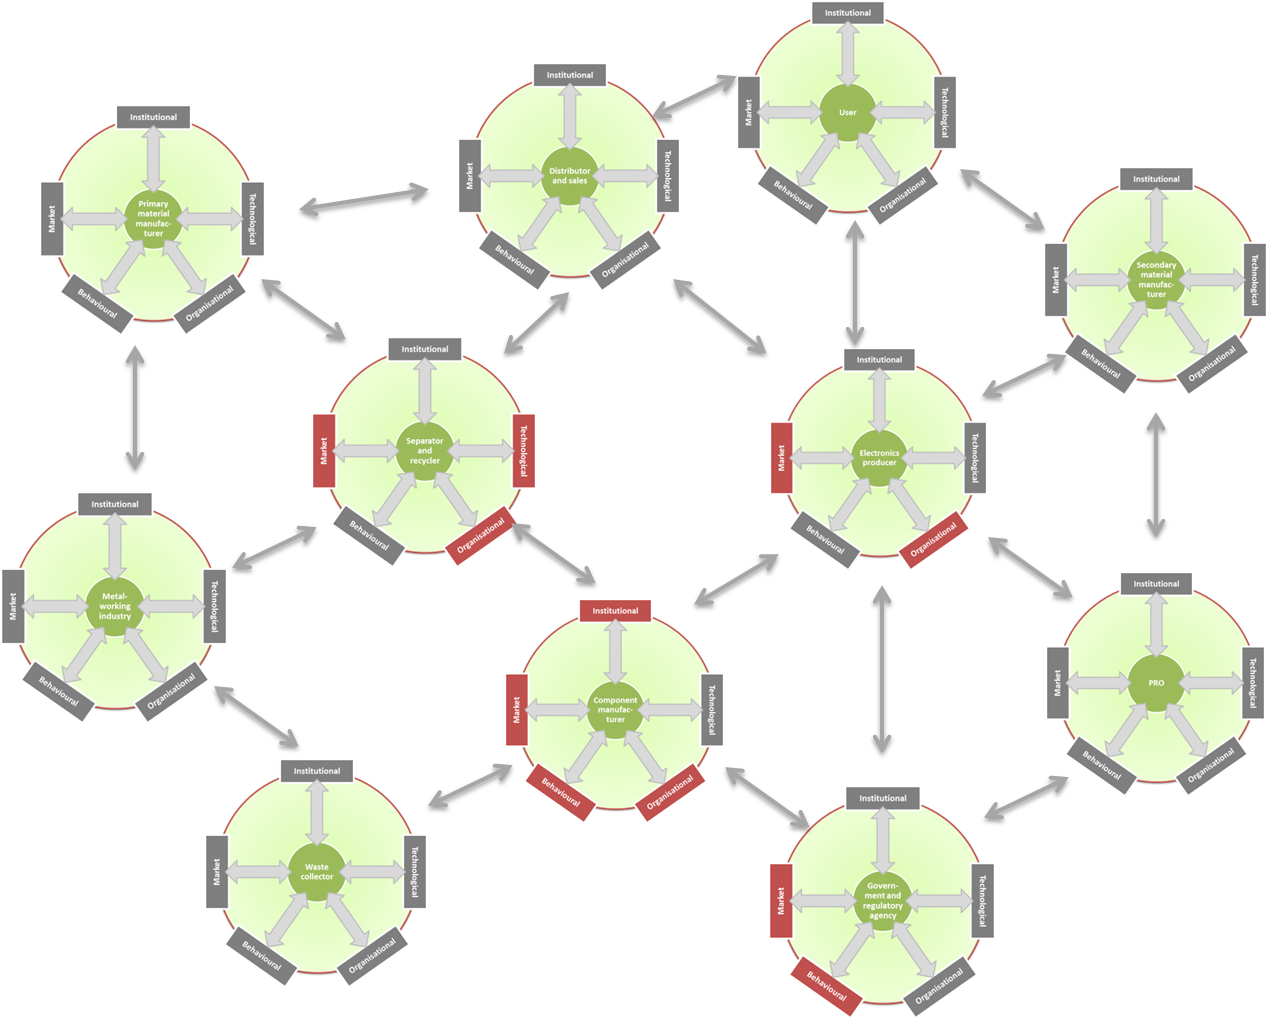 Institutional
Market
User
Technological
Behavioural
Organisational
Institutional
Market
Distributor
and sales
Technological
Behavioural
Organisational
Institutional
Market
Primary
material
manufac-
turer
Technological
Behavioural
Organisational
Institutional
Market
Secondary
material
manufac-
turer
Technological
Behavioural
Organisational
Institutional
Market
Separator
and
recycler
Technological
Behavioural
Organisational
Institutional
Market
Electronics
producer
Technological
Behavioural
Organisational
Institutional
Market
Metal-
working
industry
Technological
Behavioural
Organisational
Institutional
Market
Component
manufac-
turer
Technological
Behavioural
Organisational
Institutional
Market
PRO
Technological
Behavioural
Organisational
Institutional
Market
Waste
collector
Technological
Behavioural
Organisational
Institutional
Market
Govern-
ment and
regulatory
agency
Technological
Behavioural
Organisational